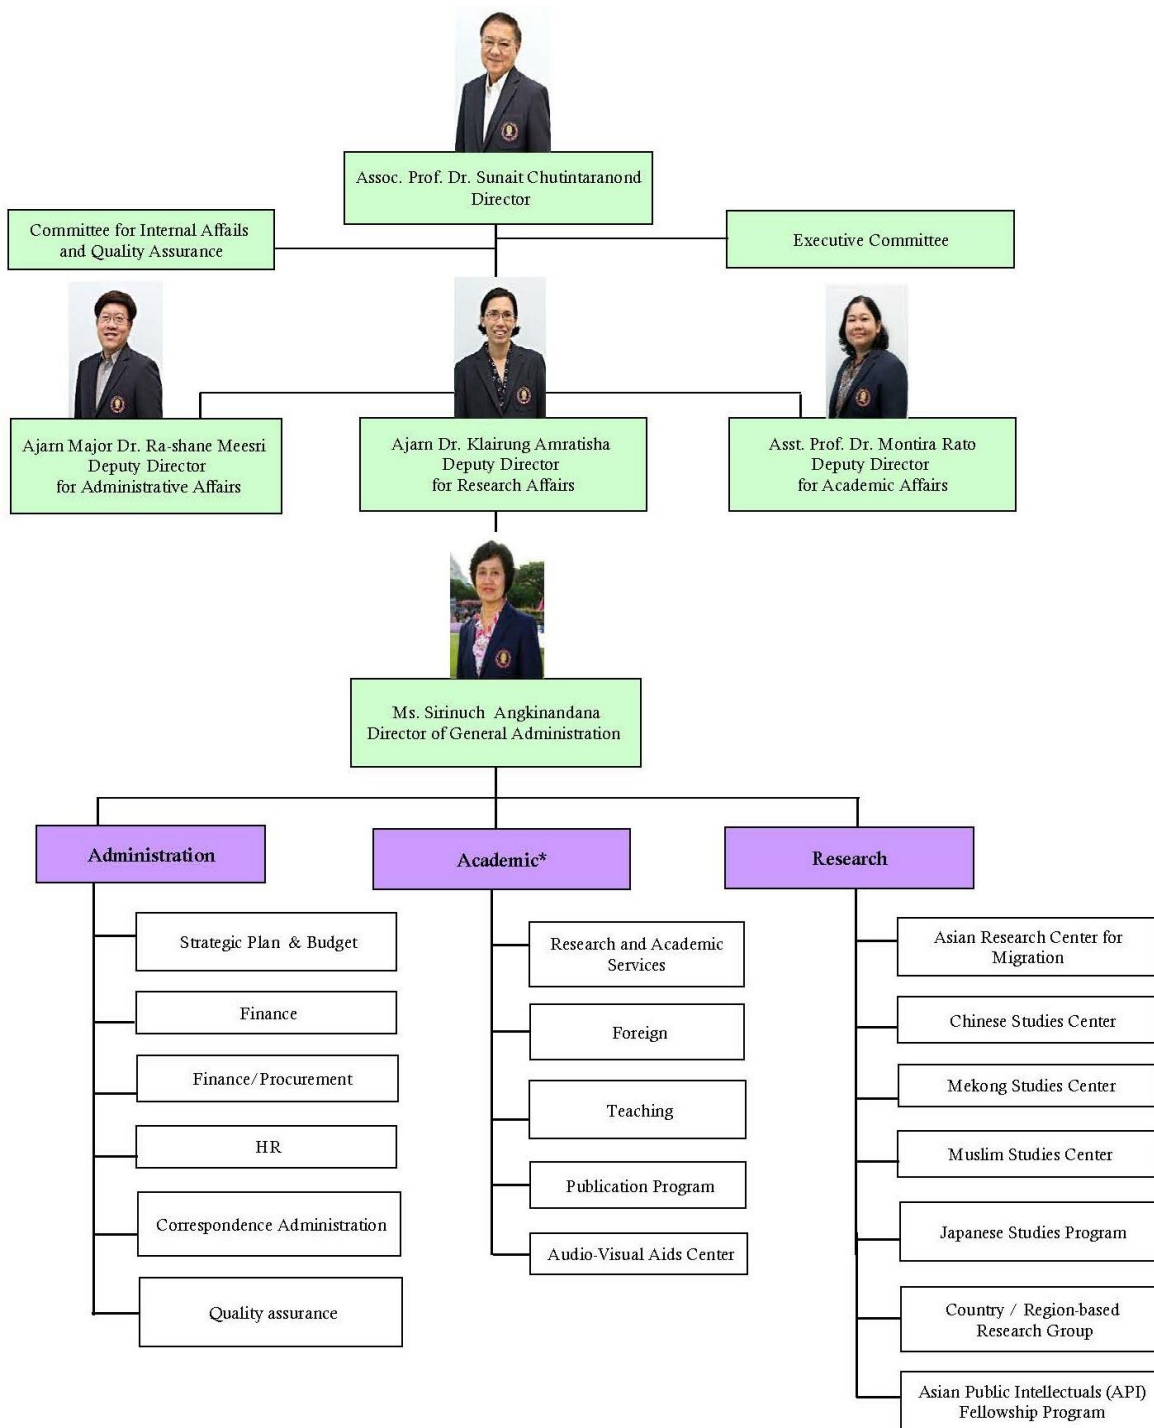 Assoc. Prof. Dr. Sunait Chutintaranond
Director
Committee for Internal Affails
and Quality Assurance
Executive Committee
Ajarn Major Dr. Ra-shane Meesri
Deputy Director
for Administrative Affairs
Ajarn Dr. Klairung Amratisha
Deputy Director
for Research Affairs
Asst. Prof. Dr. Montira Rato
Deputy Director
for Academic Affairs
Ms. Sirinuch Angkinandana
Director of General Administration
Administration
Strategic Plan & Budget
Finance
Finance/Procurement
HR
Correspondence Administration
Quality assurance
Academic*
Research and Academic
Services
Foreign
Teaching
Publication Program
Audio-Visual Aids Center
Research
Asian Research Center for
Migration
Chinese Studies Center
Mekong Studies Center
Muslim Studies Center
Japanese Studies Program
Country / Region-based
Research Group
Asian Public Intellectuals (API)
Fellowship Program